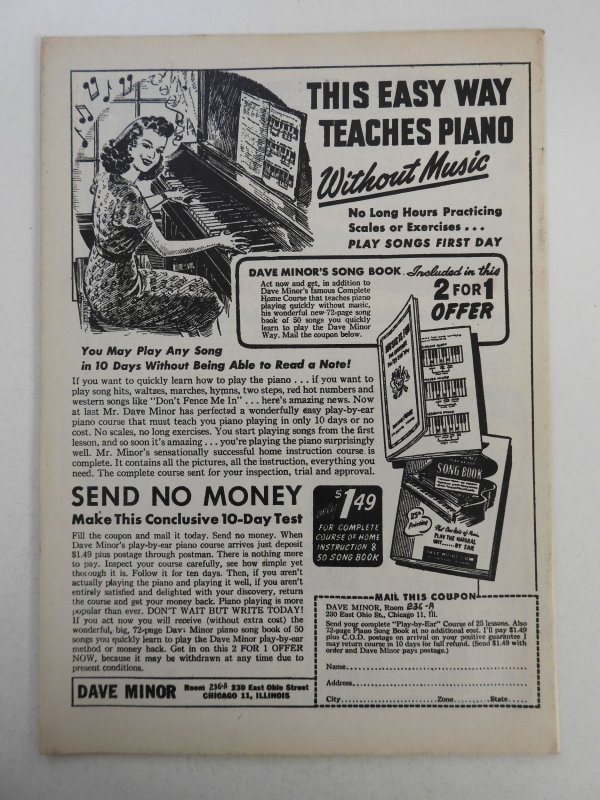 THIS EASY WAY
TEACHES PIANO
Without Music
No Long Hours Practicing
Scales or Exercises . . .
PLAY SONGS FIRST DAY
DAVE MINOR'S SONG BOOK Included in this
2 FOR 1
OFFER
Act now and get, in addition to
Dave Minor's famous Complete
Home Course that teaches piano
playing quickly without music,
his wonderful new 72-page song
book of 50 songs you quickly
learn to play the Dave Minor
Way. Mail the coupon below.
You May Play Any Song
in 10 Days Without Being Able to Read a Note!
If you want to quickly learn how to play the piano . . . if you want to
play song hits, waltzes, marches, hymns, two steps, red hot numbers and
western songs like "Don't Fence Me in" . . . here's amazing news. Now
at last Mr. Dave Minor has perfected a wonderfully easy play-by-ear
piano course that must teach you piano playing in only 10 days or no
cost. No scales, no long exercises. You start playing songs from the first
lesson, and so soon it's amazing . . . you're playing the piano surprisingly
well. Mr. Minor's sensationally successful home instruction course is
complete. It contains all the pictures, all the instruction, everything you
need. The complete course sent for your inspection, trial and approval.
SEND NO MONEY
Make This Conclusive 10-Day Test
Fill the coupon and mail it today. Send no money. When
Dave Minor's play-by-ear piano course arrives just deposit
$1.49 plus postage through postman. There is nothing more
to pay. Inspect your course carefully, see how simple yet
thorough it is. Follow it for ten days. Then, if you aren't
actually playing the piano and playing it well, if you aren't
entirely satisfied and delighted with your discovery, return
the course and get your money back. Piano playing is more
popular than ever. DON'T WAIT BUT WRITE TODAY!
If you act now you will receive (without extra cost) the
wonderful, big, 72-page Dave Minor piano song book of 50
songs you quickly learn to play the Dave Minor play-by-ear
method or money back. Get in on this 2 FOR 1 OFFER
NOW, because it may be withdrawn at any time due to
present conditions.
only $1.49
FOR COMPLETE
COURSE OF HOME
INSTRUCTION &
50 SONG BOOK
SONG BOOK
25th
Printing
PLAY THE NATURAL
WAY......BY EAR
MAIL THIS COUPON
DAVE MINOR, Room 236-A
230 East Ohio St., Chicago 11, Ill.
Send your complete "Play-by-Ear" Course of 25 lessons. Also
72-page Piano Song Book at no additional cost. I'll pay $1.49
plus C.O.D. postage on arrival on your positive guarantee I
may return course in 10 days for full refund. (Send $1.49 with
order and Dave Minor pays postage.)
Name
Address
City Zone State
DAVE MINOR Room 236-A 230 East Ohio Street
CHICAGO 11, ILLINOIS